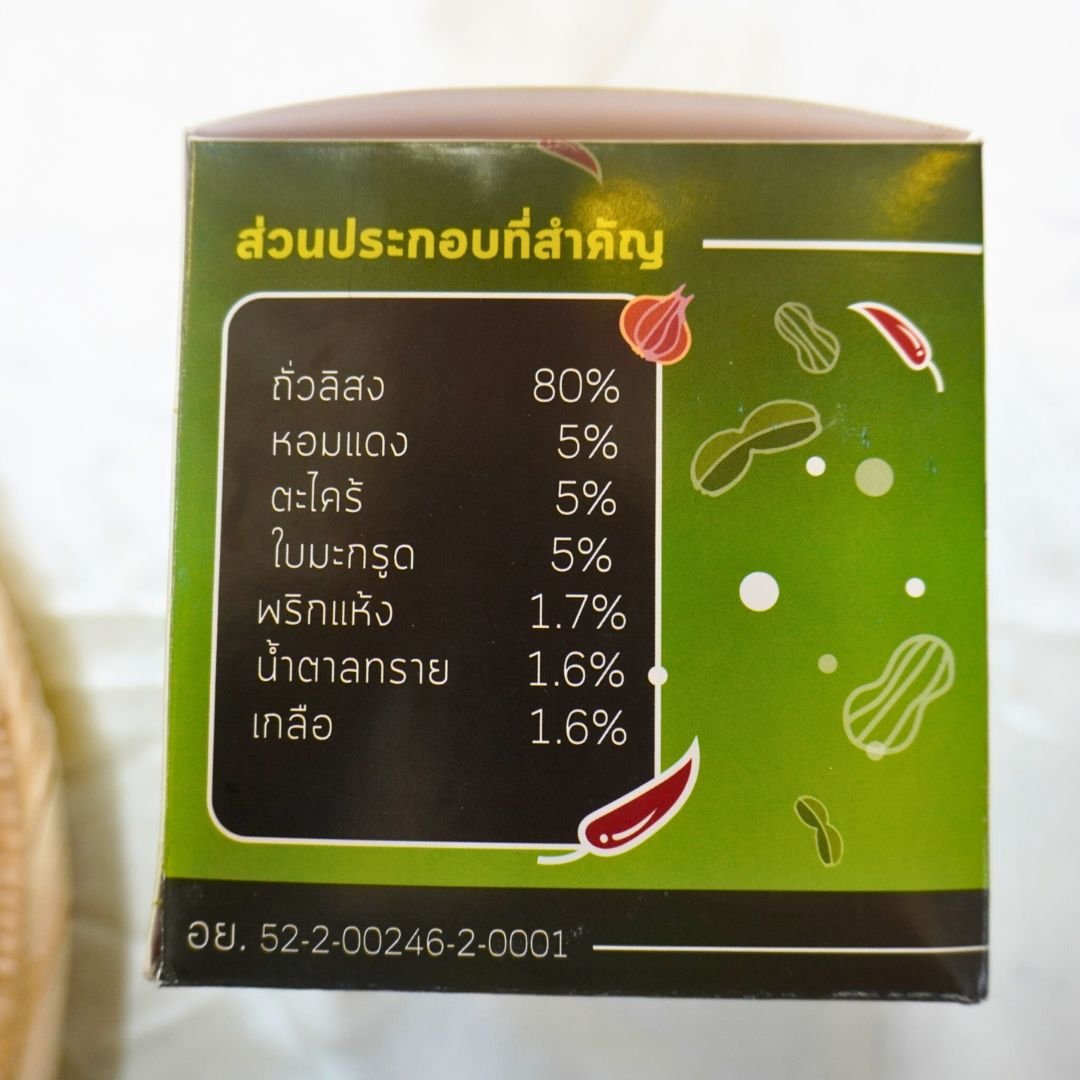 ส่วนประกอบที่สำคัญ
ถั่วลิสง 80%
หอมแดง 5%
ตะไคร้ 5%
ใบมะกรูด 5%
พริกแห้ง 1.7%
น้ำตาลทราย 1.6%
เกลือ 1.6%
อย. 52-2-00246-2-0001